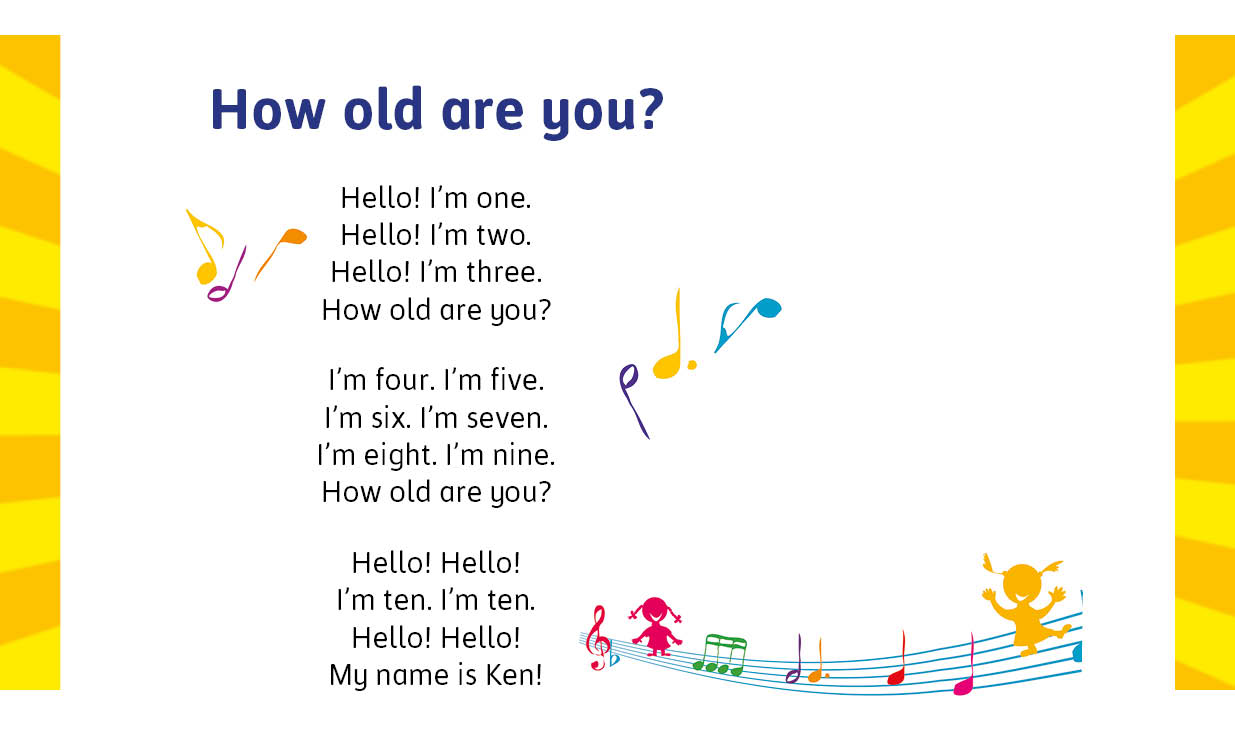 How old are you?
Hello! I'm one.
Hello! I'm two.
Hello! I'm three.
How old are you?
I'm four. I'm five.
I'm six. I'm seven.
I'm eight. I'm nine.
How old are you?
Hello! Hello!
I'm ten. I'm ten.
Hello! Hello!
My name is Ken!